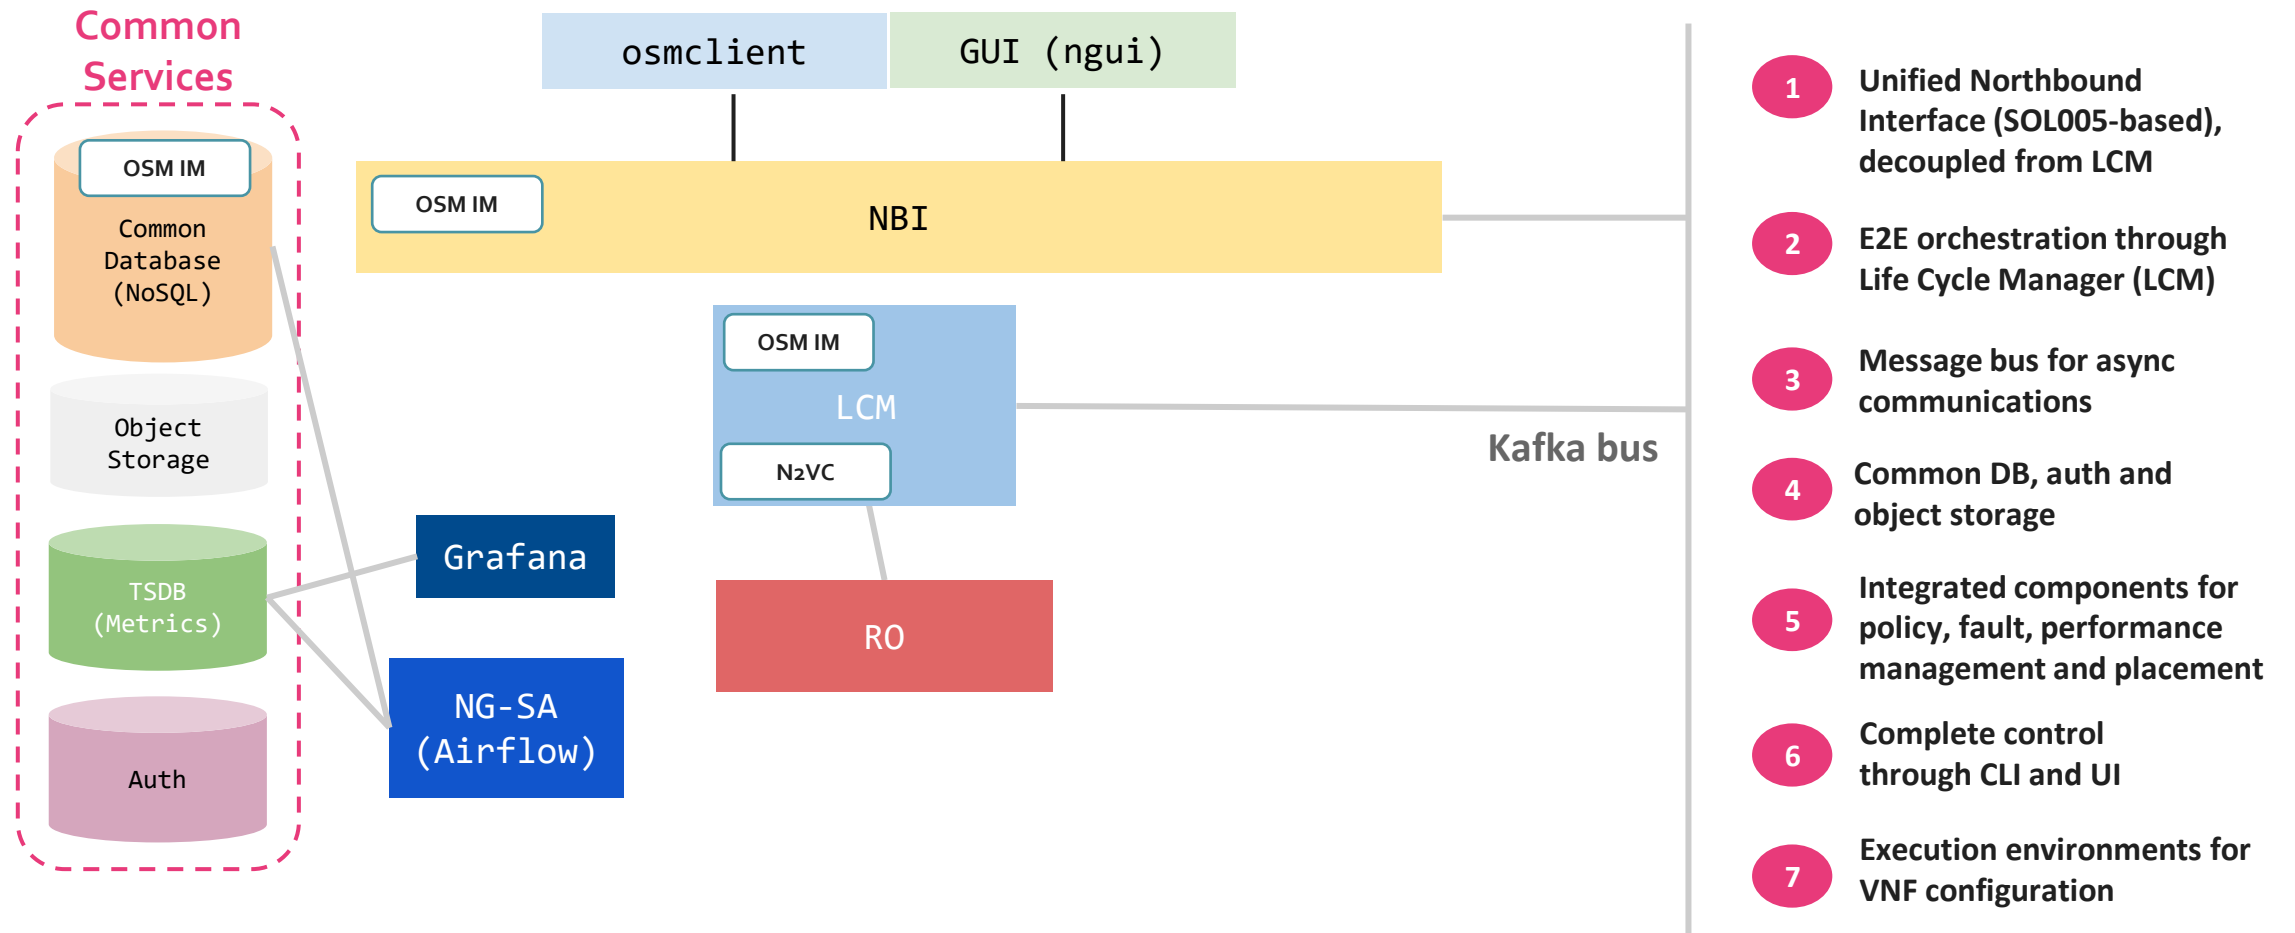 Common
Services
OSM IM
Common
Database
(NoSQL)
Object
Storage
TSDB
(Metrics)
Auth
osmclient
GUI (ngui)
OSM IM
NBI
OSM IM
LCM
N2VC
Kafka bus
Grafana
RO
NG-SA
(Airflow)
1
Unified Northbound
Interface (SOL005-based),
decoupled from LCM
2
E2E orchestration through
Life Cycle Manager (LCM)
3
Message bus for async
communications
4
Common DB, auth and
object storage
5
Integrated components for
policy, fault, performance
management and placement
6
Complete control
through CLI and UI
7
Execution environments for
VNF configuration